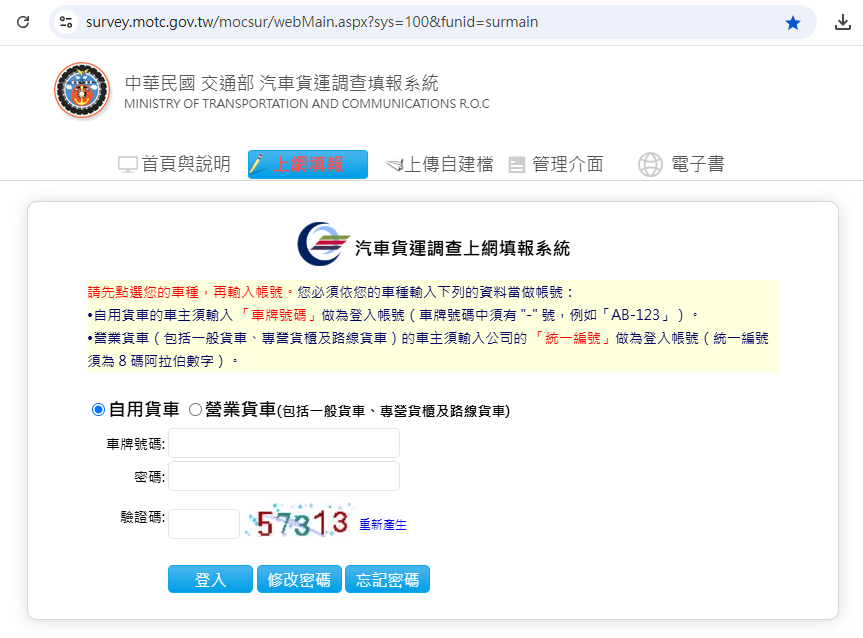 survey.motc.gov.tw/mocsur/webMain.aspx?sys=100&funid=surmain
中華民國 交通部 汽車貨運調查填報系統
MINISTRY OF TRANSPORTATION AND COMMUNICATIONS R.O.C
首頁與說明 上網填報 上傳自建檔 管理介面 電子書
汽車貨運調查上網填報系統
請先點選您的車種，再輸入帳號。您必須依您的車種輸入下列的資料當做帳號：
•自用貨車的車主須輸入「車牌號碼」做為登入帳號（車牌號碼中須有 "-" 號，例如「AB-123」）。
•營業貨車（包括一般貨車、專營貨櫃及路線貨車）的車主須輸入公司的「統一編號」做為登入帳號（統一編號
須為 8 碼阿拉伯數字）。
自用貨車 營業貨車(包括一般貨車、專營貨櫃及路線貨車)
車牌號碼:
密碼:
驗證碼: 57313 重新產生
登入 修改密碼 忘記密碼